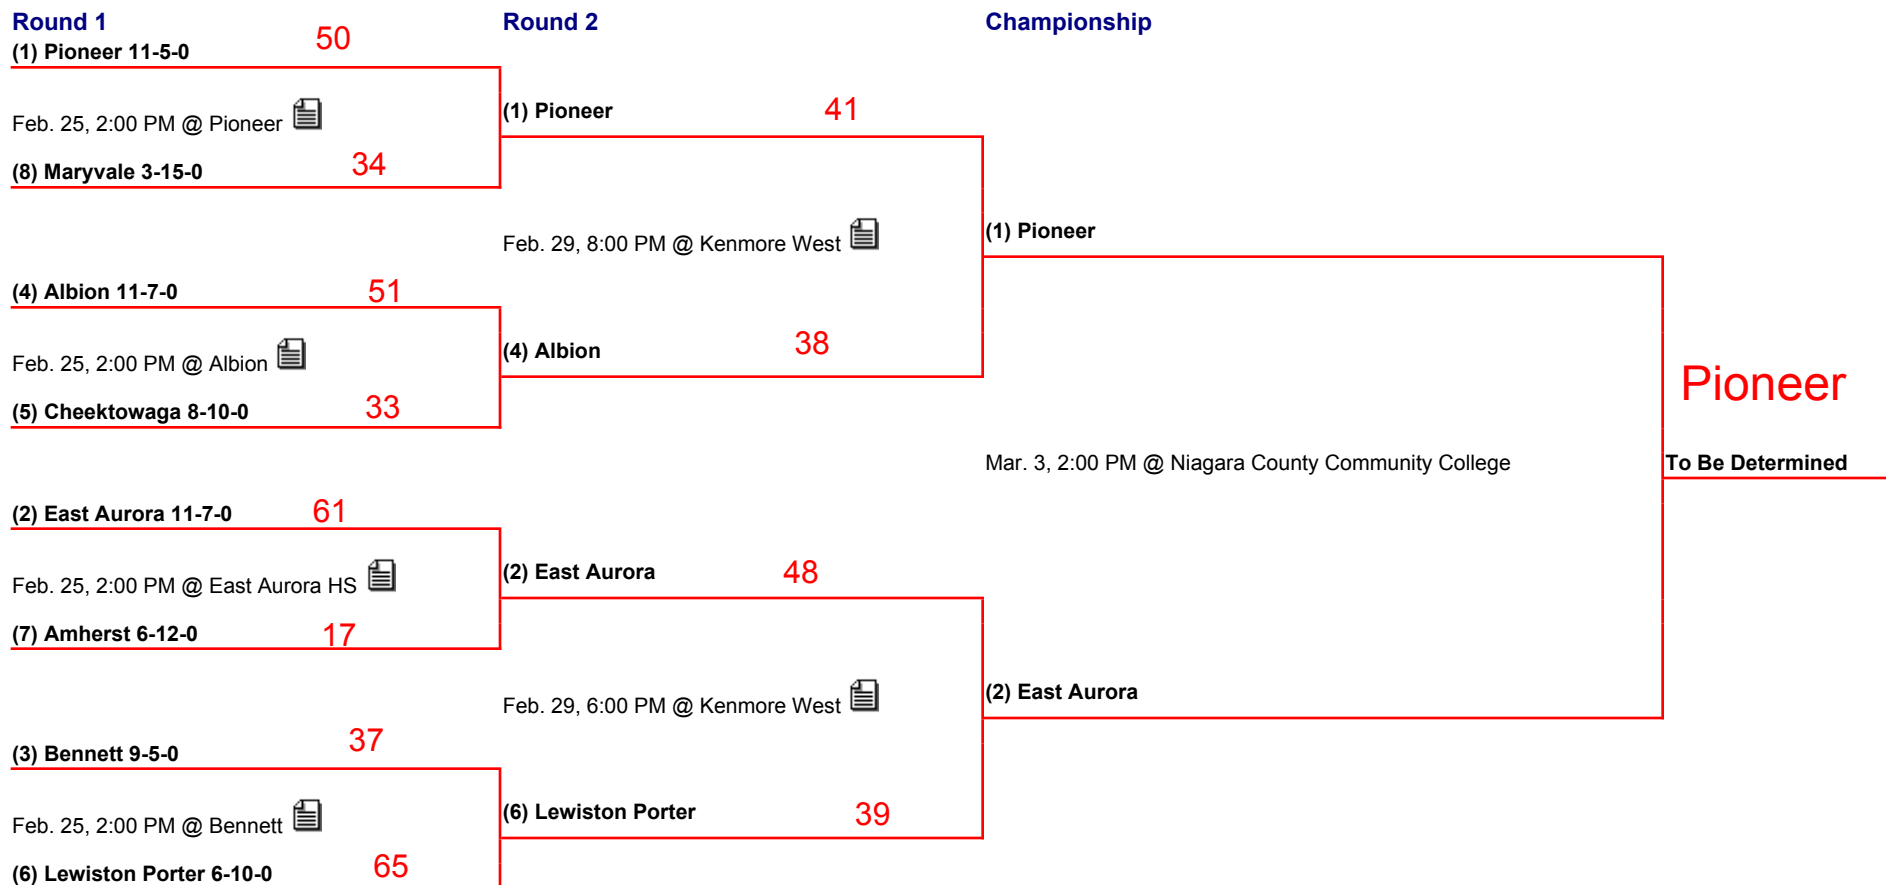 Round 1
Round 2
Championship
(1) Pioneer 11-5-0
50
Feb. 25, 2:00 PM @ Pioneer
(8) Maryvale 3-15-0
34
(1) Pioneer
41
Feb. 29, 8:00 PM @ Kenmore West
(1) Pioneer
(4) Albion 11-7-0
51
Feb. 25, 2:00 PM @ Albion
(5) Cheektowaga 8-10-0
33
(4) Albion
38
Pioneer
Mar. 3, 2:00 PM @ Niagara County Community College
To Be Determined
(2) East Aurora 11-7-0
61
Feb. 25, 2:00 PM @ East Aurora HS
(7) Amherst 6-12-0
17
(2) East Aurora
48
Feb. 29, 6:00 PM @ Kenmore West
(2) East Aurora
(3) Bennett 9-5-0
37
Feb. 25, 2:00 PM @ Bennett
(6) Lewiston Porter 6-10-0
65
(6) Lewiston Porter
39